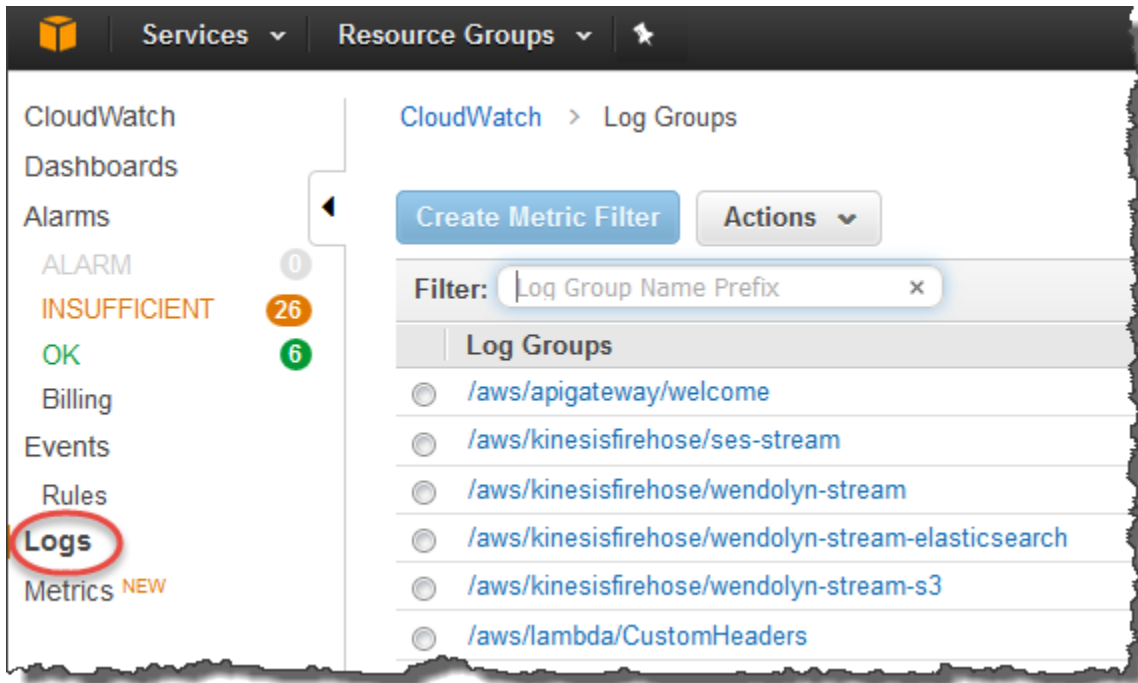 Services
Resource Groups
CloudWatch
Dashboards
Alarms
ALARM 0
INSUFFICIENT 26
OK 6
Billing
Events
Rules
Logs
Metrics NEW
CloudWatch > Log Groups
Create Metric Filter
Actions
Filter: Log Group Name Prefix ×
Log Groups
/aws/apigateway/welcome
/aws/kinesisfirehose/ses-stream
/aws/kinesisfirehose/wendolyn-stream
/aws/kinesisfirehose/wendolyn-stream-elasticsearch
/aws/kinesisfirehose/wendolyn-stream-s3
/aws/lambda/CustomHeaders